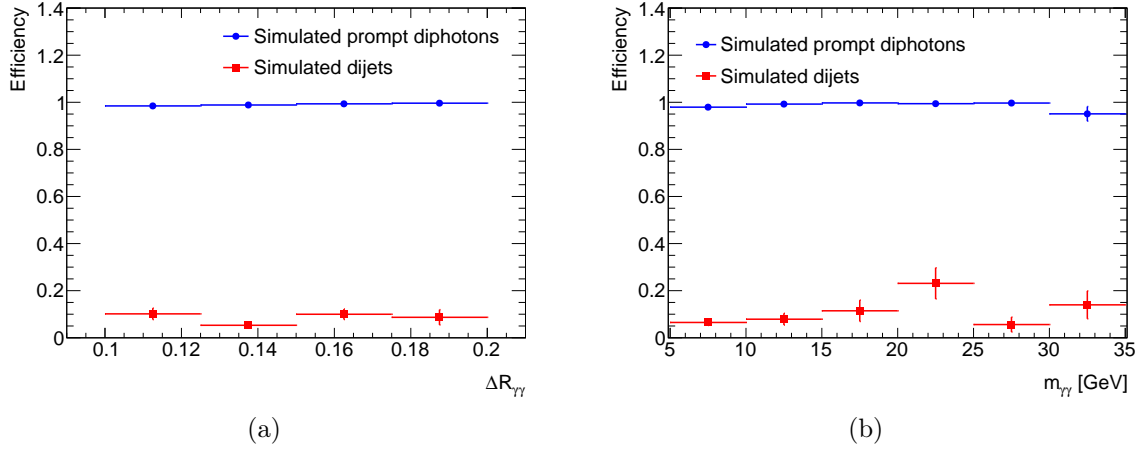 Efficiency
1.4
1.2
1
0.8
0.6
0.4
0.2
0
Simulated prompt diphotons
Simulated dijets
0.1 0.12 0.14 0.16 0.18 0.2
ΔRγγ
(a)
Efficiency
1.4
1.2
1
0.8
0.6
0.4
0.2
0
Simulated prompt diphotons
Simulated dijets
5 10 15 20 25 30 35
mγγ [GeV]
(b)